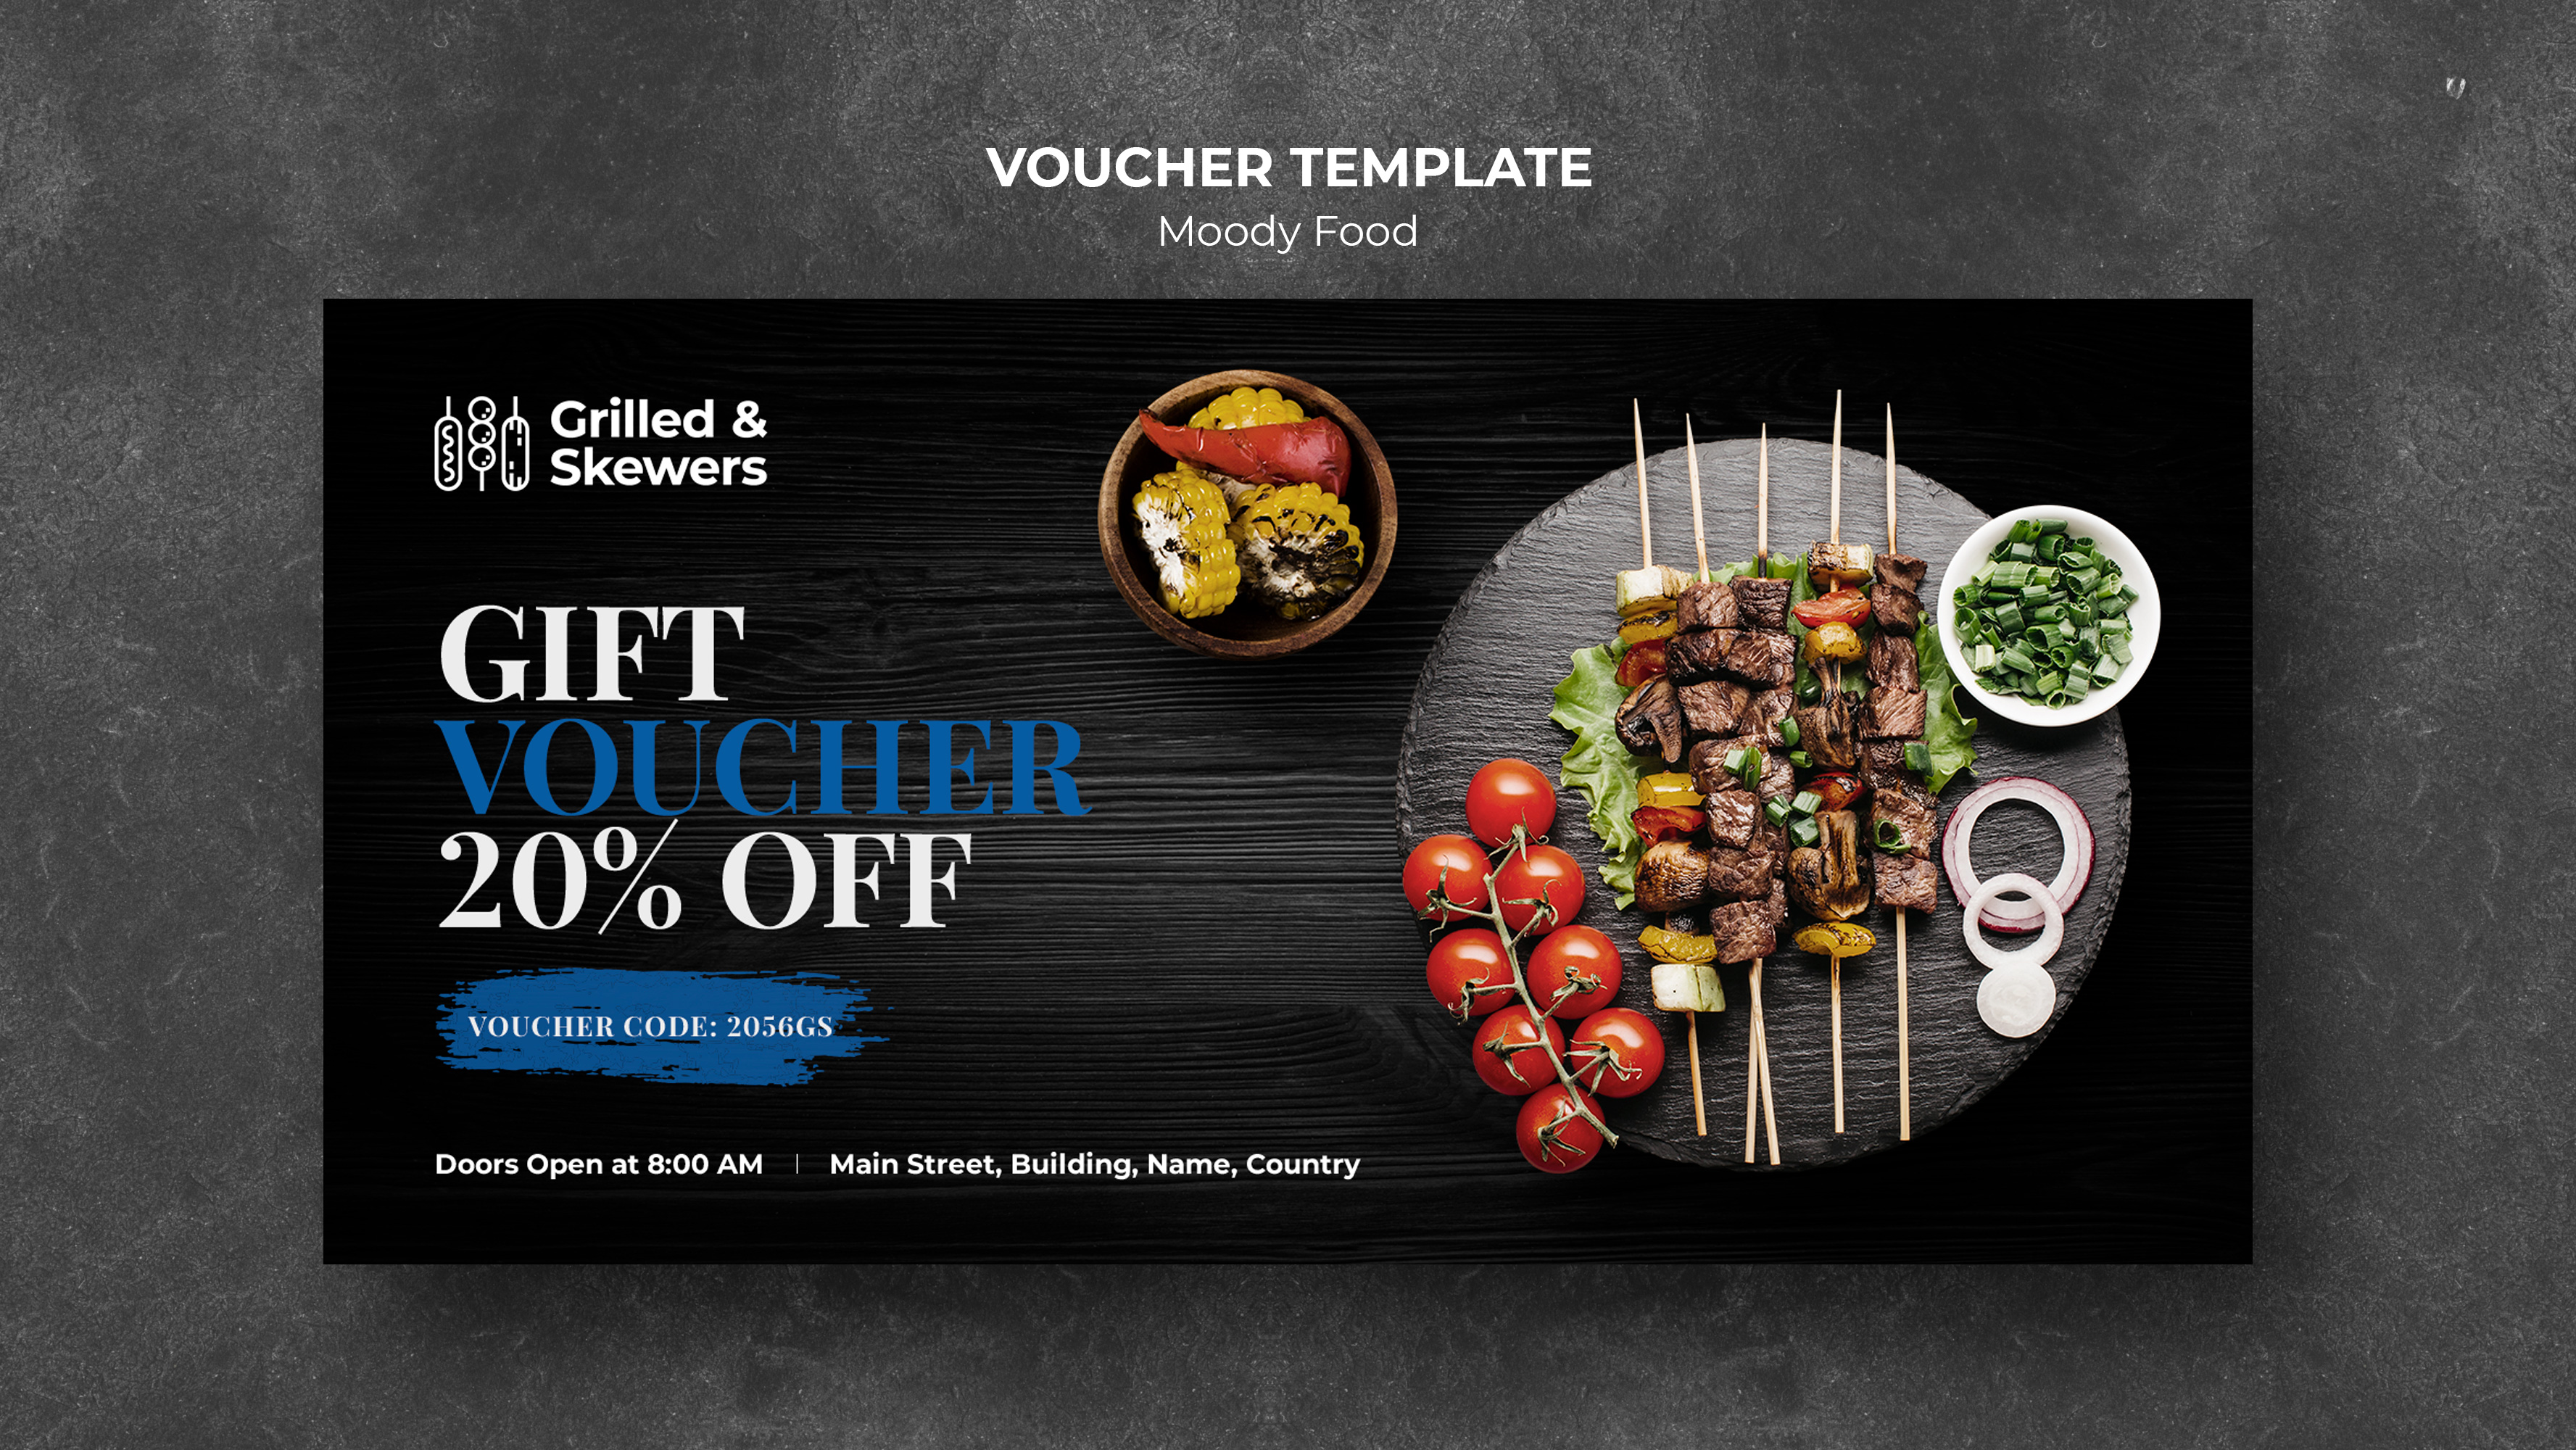 VOUCHER TEMPLATE
Moody Food
Grilled &
Skewers
GIFT
VOUCHER
20% OFF
VOUCHER CODE: 2056GS
Doors Open at 8:00 AM | Main Street, Building, Name, Country